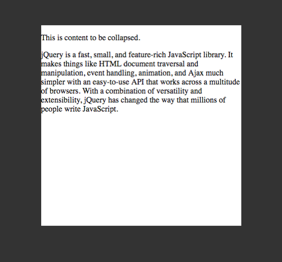 This is content to be collapsed.
jQuery is a fast, small, and feature-rich JavaScript library. It
makes things like HTML document traversal and
manipulation, event handling, animation, and Ajax much
simpler with an easy-to-use API that works across a multitude
of browsers. With a combination of versatility and
extensibility, jQuery has changed the way that millions of
people write JavaScript.